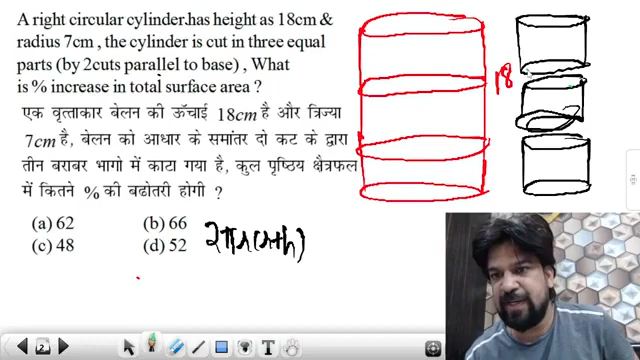 A right circular cylinder.has height as 18cm &
radius 7cm , the cylinder is cut in three equal
parts (by 2cuts parallel to base) , What
is % increase in total surface area ?
एक वृत्ताकार बेलन की ऊँचाई 18cm है और त्रिज्या
7cm है, बेलन को आधार के समांतर दो कट के द्वारा
तीन बराबर भागो में काटा गया है, कुल पृष्ठिय क्षैत्रफल
में कितने % की बढोतरी होगी ?
(a) 62 (b) 66
(c) 48 (d) 52
2πr(r+h)
18
2
T